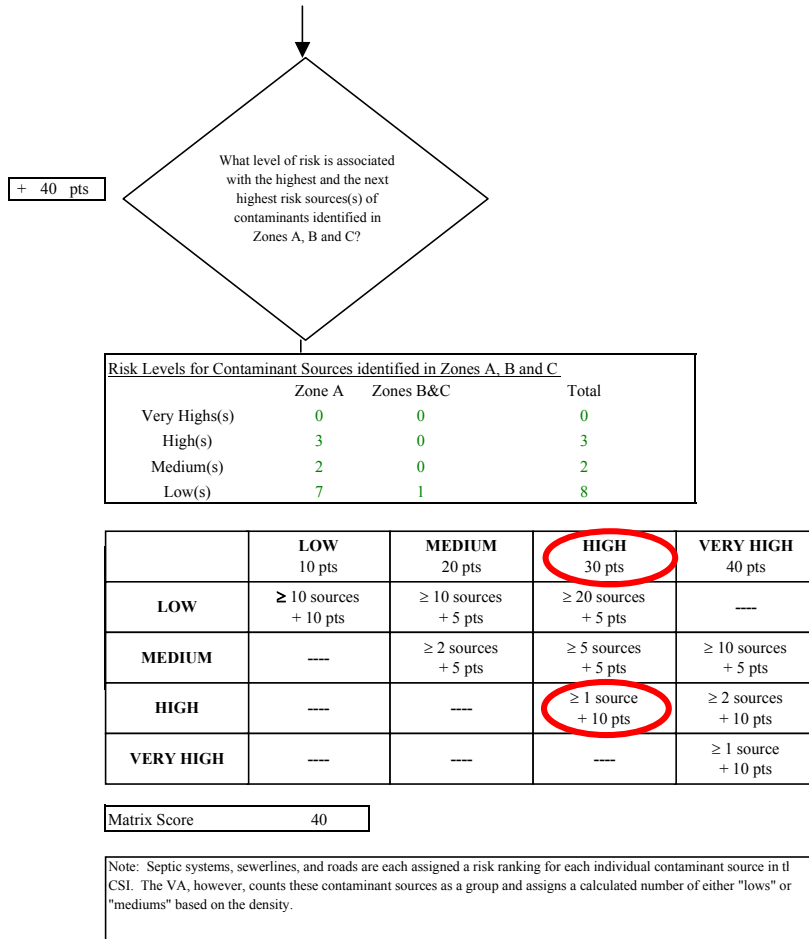 What level of risk is associated
with the highest and the next
highest risk sources(s) of
contaminants identified in
Zones A, B and C?
+ 40 pts
Risk Levels for Contaminant Sources identified in Zones A, B and C
Zone A Zones B&C Total
Very Highs(s) 0 0 0
High(s) 3 0 3
Medium(s) 2 0 2
Low(s) 7 1 8
LOW MEDIUM HIGH VERY HIGH
10 pts 20 pts 30 pts 40 pts
LOW ≥ 10 sources ≥ 10 sources ≥ 20 sources ----
+ 10 pts + 5 pts + 5 pts
MEDIUM ---- ≥ 2 sources ≥ 5 sources ≥ 10 sources
+ 5 pts + 5 pts + 5 pts
HIGH ---- ---- ≥ 1 source ≥ 2 sources
+ 10 pts + 10 pts
VERY HIGH ---- ---- ---- ≥ 1 source
+ 10 pts
Matrix Score 40
Note: Septic systems, sewerlines, and roads are each assigned a risk ranking for each individual contaminant source in
CSI. The VA, however, counts these contaminant sources as a group and assigns a calculated number of either "lows" or
"mediums" based on the density.